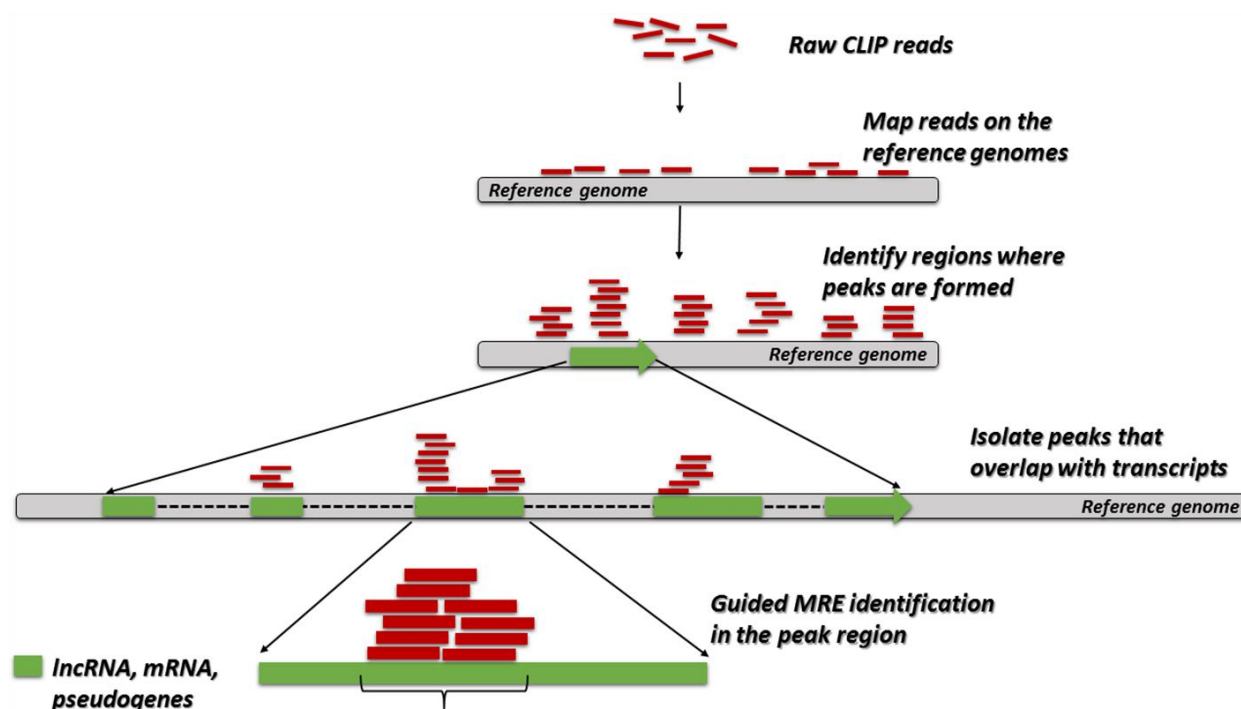 Raw CLIP reads
Map reads on the
reference genomes
Reference genome
Identify regions where
peaks are formed
Reference genome
Isolate peaks that
overlap with transcripts
Reference genome
Guided MRE identification
in the peak region
lncRNA, mRNA,
pseudogenes